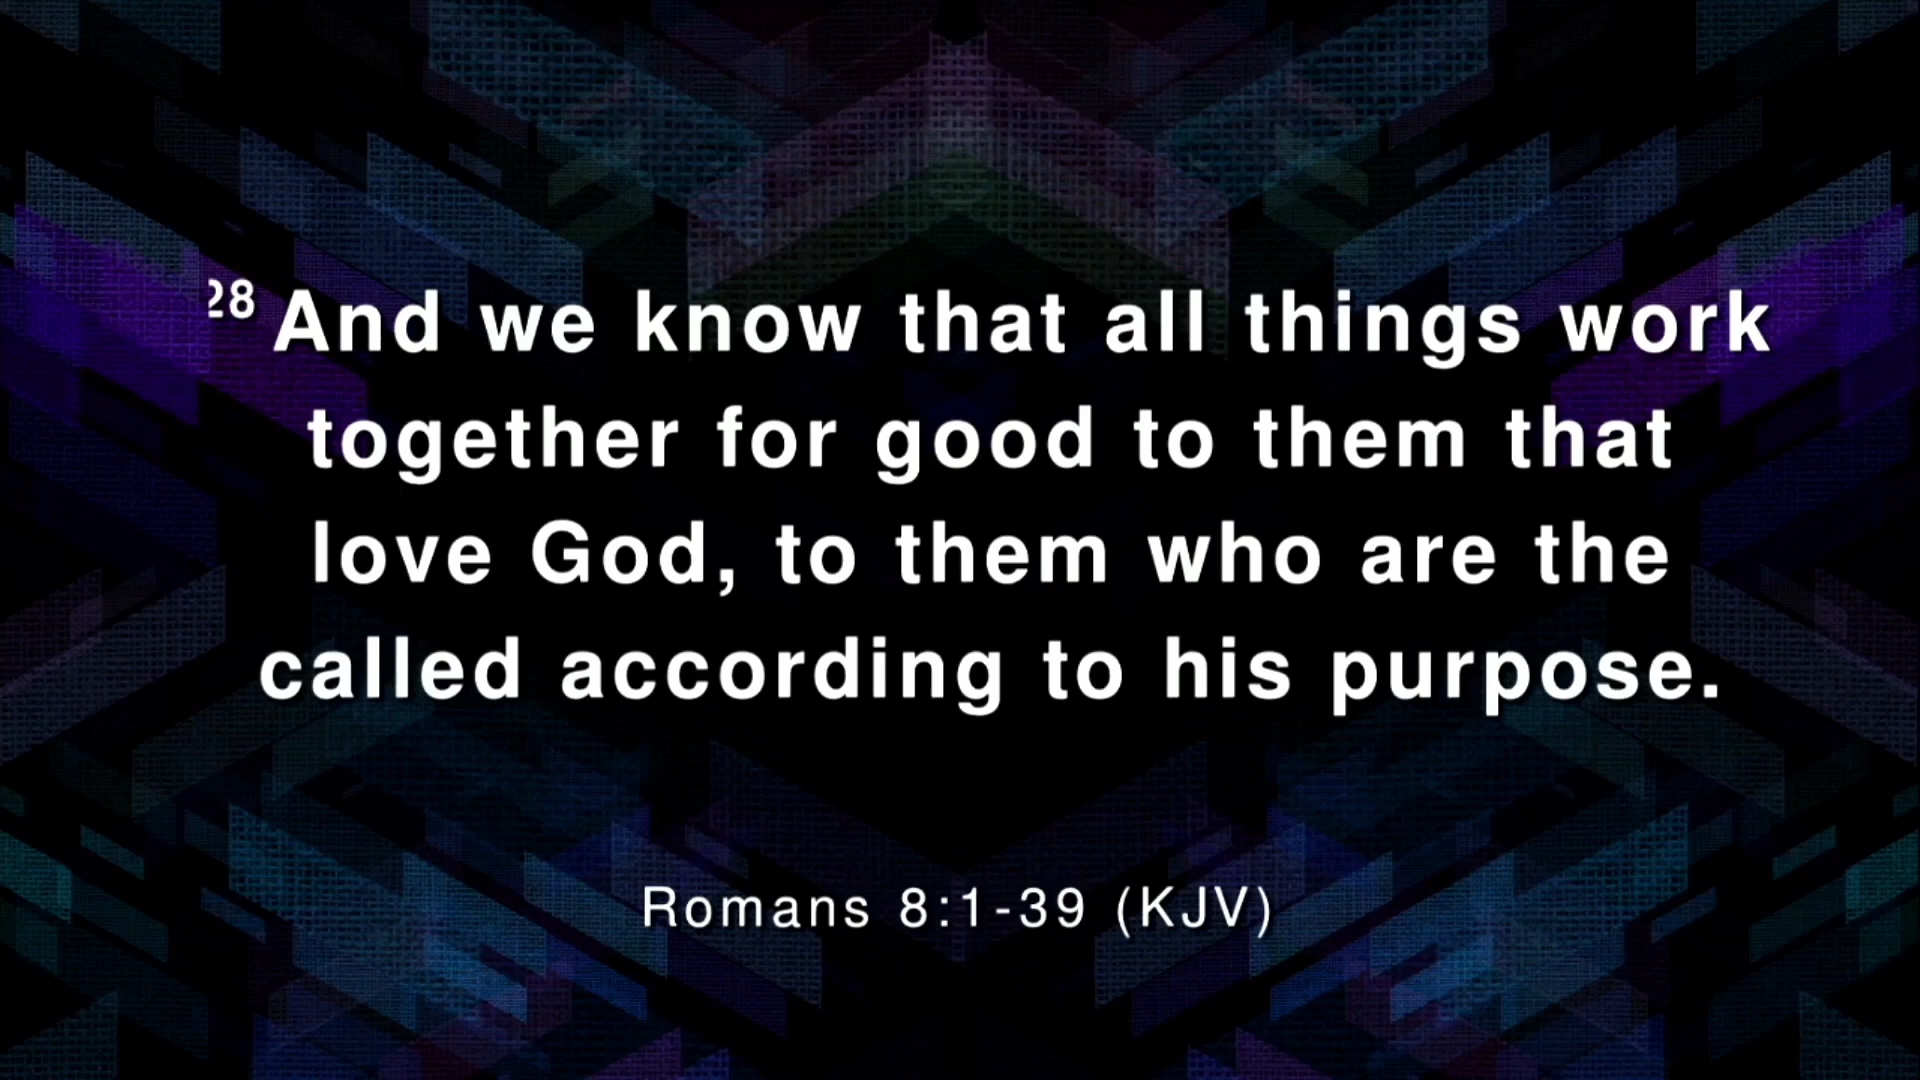 28 And we know that all things work
together for good to them that
love God, to them who are the
called according to his purpose.
Romans 8:1-39 (KJV)